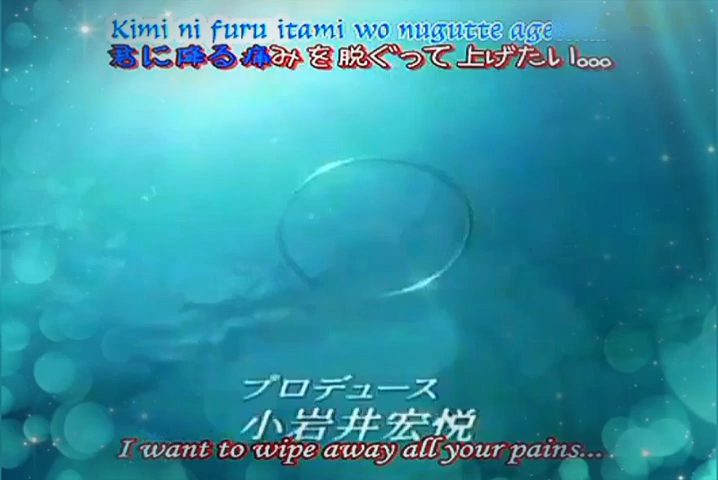 Kimi ni furu itami wo nugutte age
君に降る痛みを脱ぐって上げたい。。。
プロデュース
小岩井宏悦
I want to wipe away all your pains...